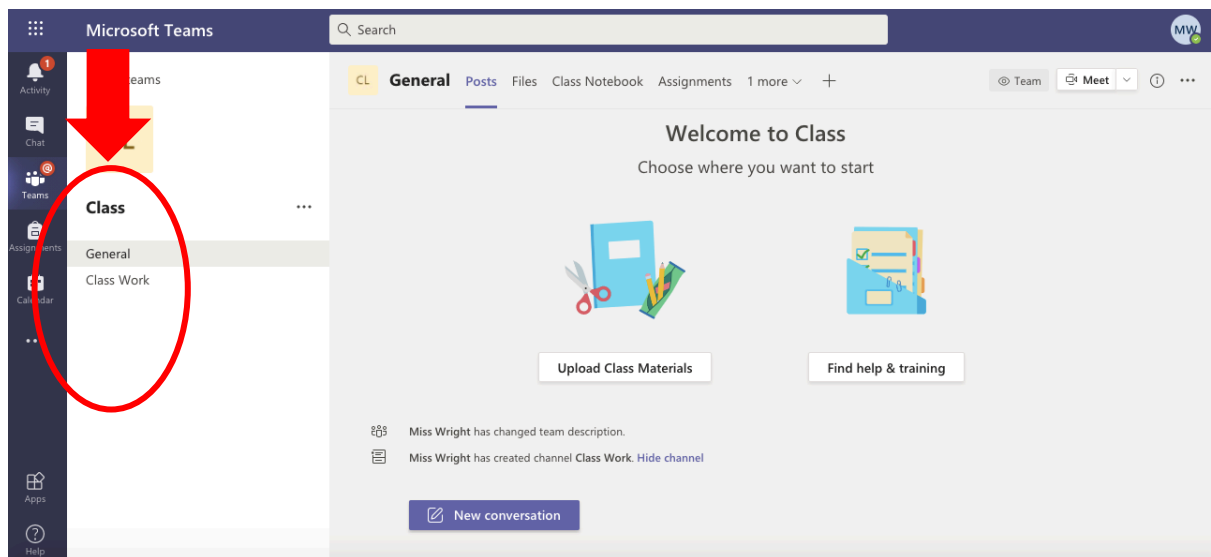 Microsoft Teams
Search
MW
1
Activity
Chat
@
Teams
Calendar
Apps
Help
Class
General
Class Work
CL
General Posts Files Class Notebook Assignments 1 more
Team
Meet
Welcome to Class
Choose where you want to start
Upload Class Materials
Find help & training
Miss Wright has changed team description.
Miss Wright has created channel Class Work. Hide channel
New conversation